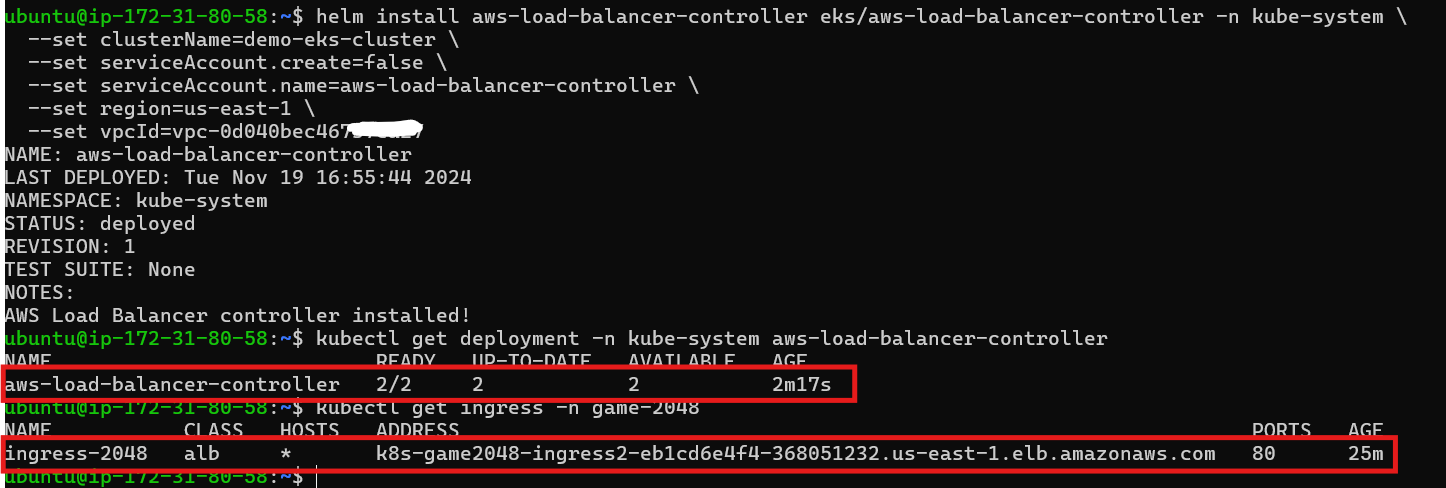 ubuntu@ip-172-31-80-58:~$ helm install aws-load-balancer-controller eks/aws-load-balancer-controller -n kube-system \
  --set clusterName=demo-eks-cluster \
  --set serviceAccount.create=false \
  --set serviceAccount.name=aws-load-balancer-controller \
  --set region=us-east-1 \
  --set vpcId=vpc-0d040bec467
NAME: aws-load-balancer-controller
LAST DEPLOYED: Tue Nov 19 16:55:44 2024
NAMESPACE: kube-system
STATUS: deployed
REVISION: 1
TEST SUITE: None
NOTES:
AWS Load Balancer controller installed!
ubuntu@ip-172-31-80-58:~$ kubectl get deployment -n kube-system aws-load-balancer-controller
NAME                           READY   UP-TO-DATE   AVAILABLE   AGE
aws-load-balancer-controller   2/2     2            2           2m17s
ubuntu@ip-172-31-80-58:~$ kubectl get ingress -n game-2048
NAME           CLASS   HOSTS   ADDRESS                                                                  PORTS   AGE
ingress-2048   alb     *       k8s-game2048-ingress2-eb1cd6e4f4-368051232.us-east-1.elb.amazonaws.com   80      25m
ubuntu@ip-172-31-80-58:~$